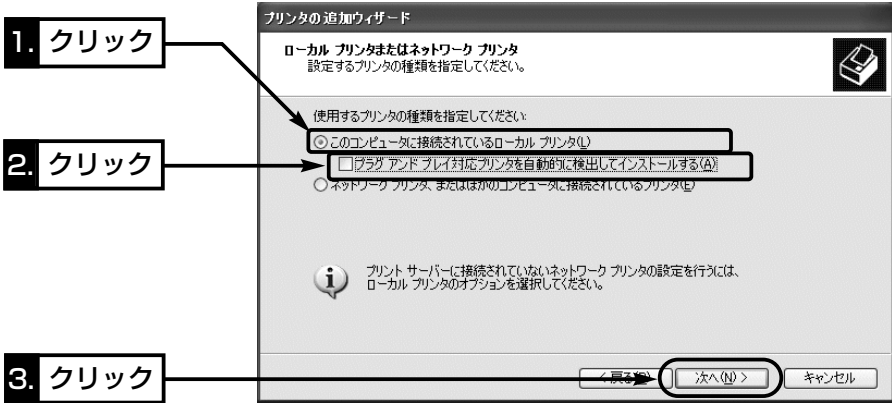 プリンタの追加ウィザード
ローカル プリンタまたはネットワーク プリンタ
設定するプリンタの種類を指定してください。
1. クリック
使用するプリンタの種類を指定してください:
このコンピュータに接続されているローカル プリンタ(L)
2. クリック
プラグ アンド プレイ対応プリンタを自動的に検出してインストールする(A)
ネットワーク プリンタ、またはほかのコンピュータに接続されているプリンタ(E)
プリント サーバーに接続されていないネットワーク プリンタの設定を行うには、
ローカル プリンタのオプションを選択してください。
3. クリック
< 戻る(B) 次へ(N) > キャンセル